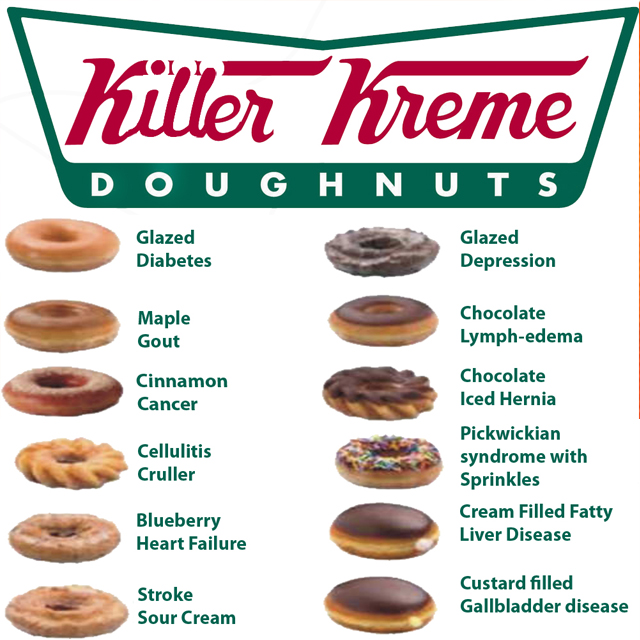 Killer Kreme
DOUGHNUTS
Glazed
Diabetes
Maple
Gout
Cinnamon
Cancer
Cellulitis
Cruller
Blueberry
Heart Failure
Stroke
Sour Cream
Glazed
Depression
Chocolate
Lymph-edema
Chocolate
Iced Hernia
Pickwickian
syndrome with
Sprinkles
Cream Filled Fatty
Liver Disease
Custard filled
Gallbladder disease